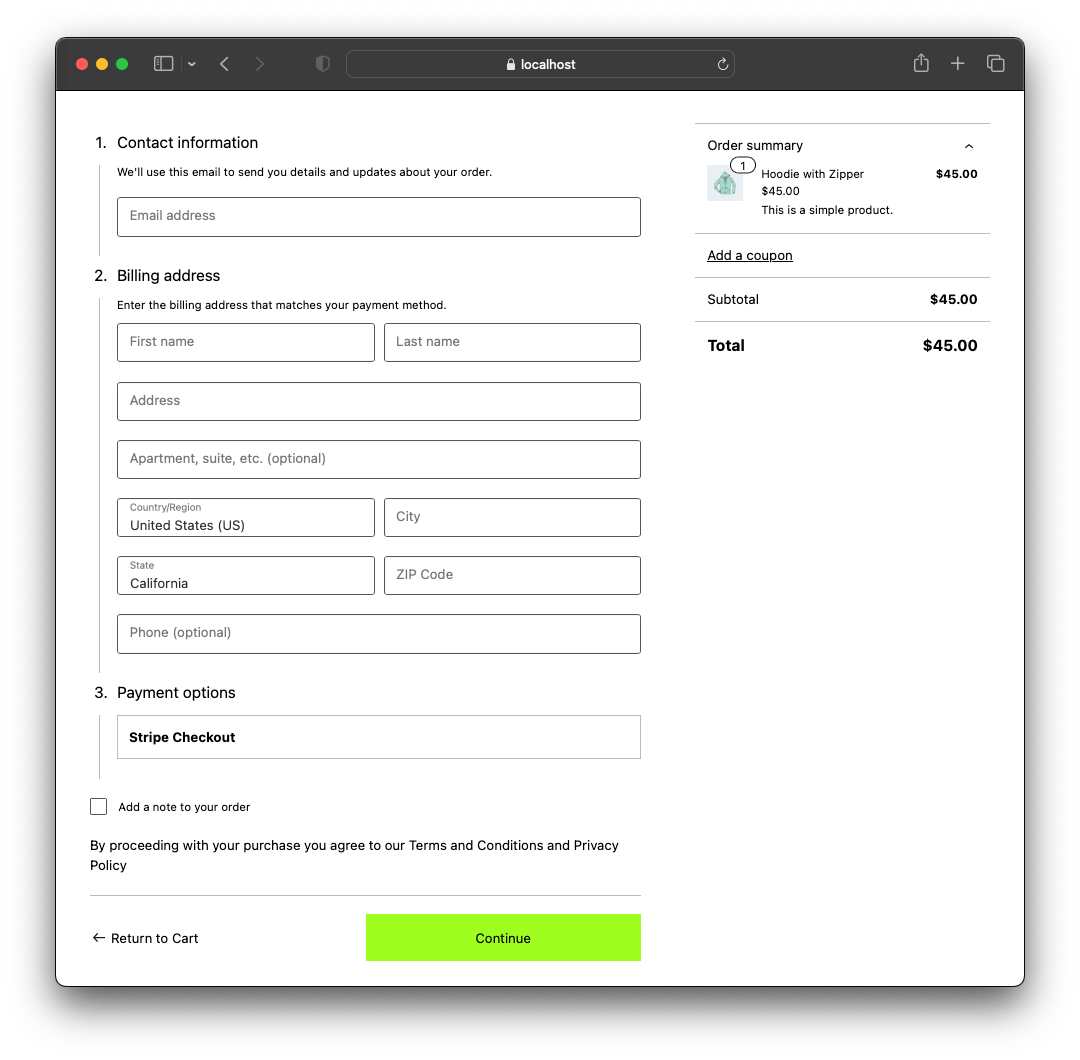 localhost
1. Contact information
We'll use this email to send you details and updates about your order.
Email address
2. Billing address
Enter the billing address that matches your payment method.
First name
Last name
Address
Apartment, suite, etc. (optional)
Country/Region
United States (US)
City
State
California
ZIP Code
Phone (optional)
3. Payment options
Stripe Checkout
Add a note to your order
By proceeding with your purchase you agree to our Terms and Conditions and Privacy
Policy
Return to Cart
Continue
Order summary
1
Hoodie with Zipper
$45.00
$45.00
This is a simple product.
Add a coupon
Subtotal
$45.00
Total
$45.00